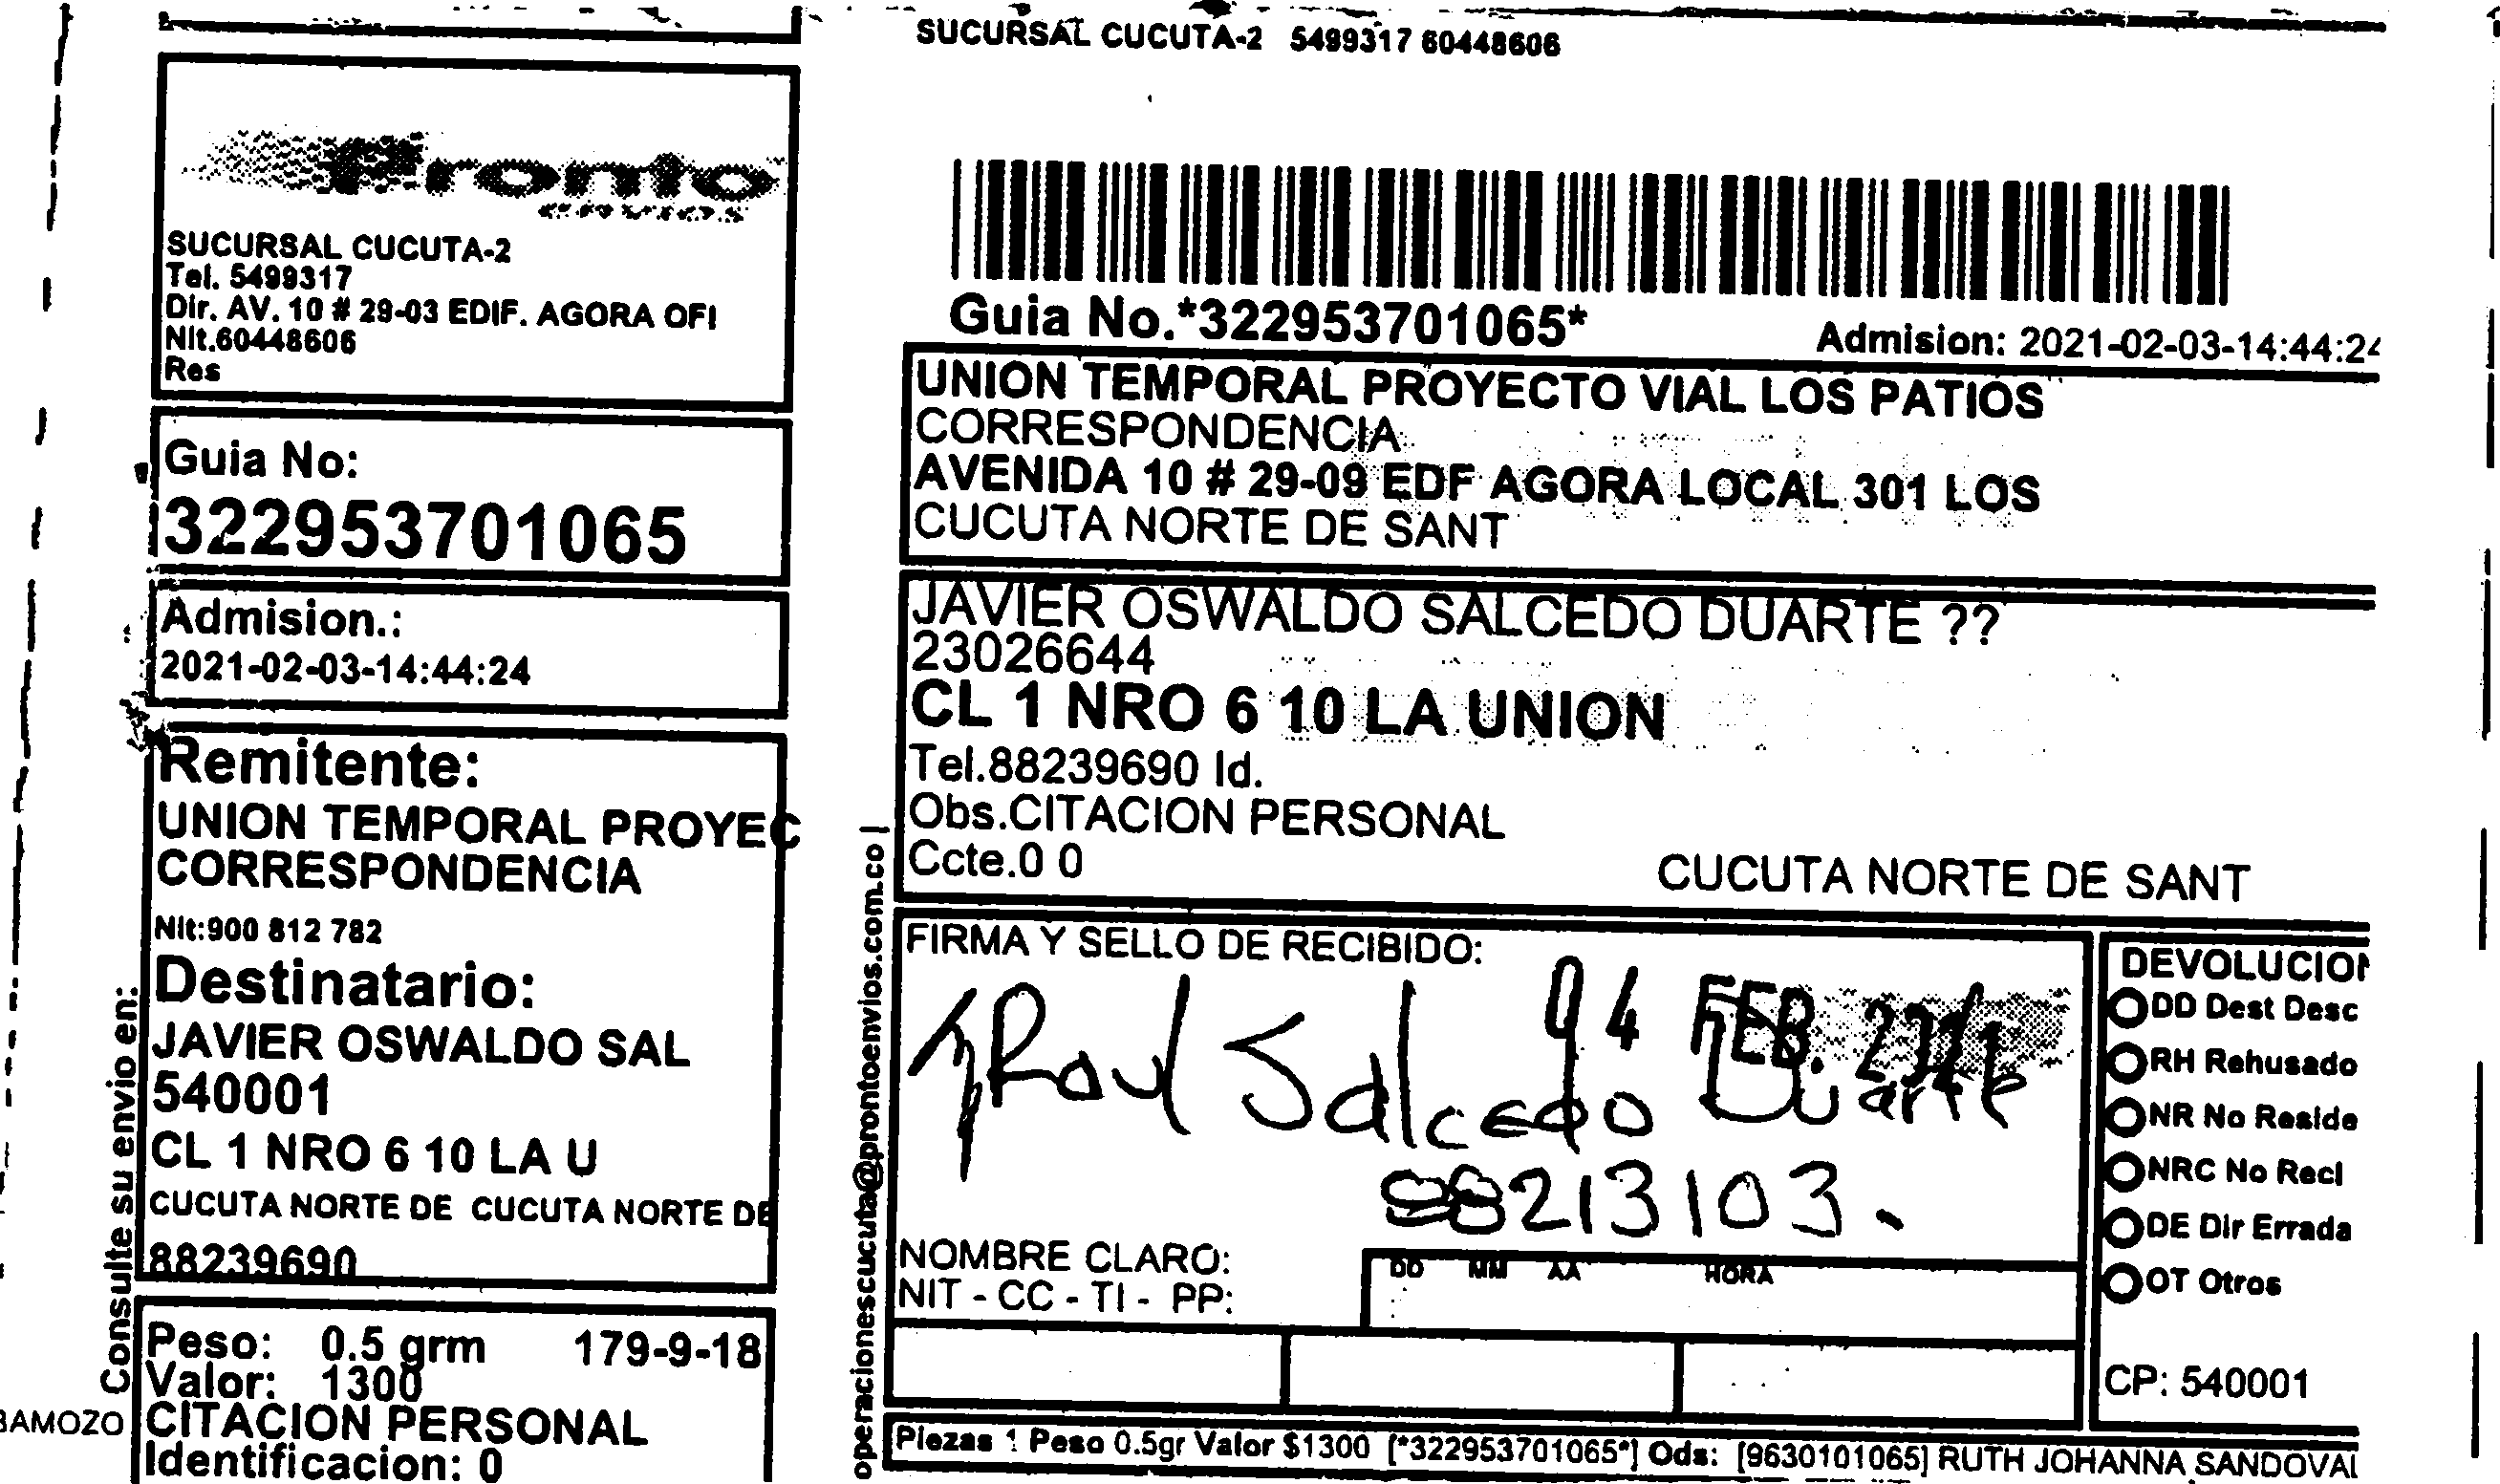 SUCURSAL CUCUTA-2 5499317 60448606
Pronto
ENVIOS
SUCURSAL CUCUTA-2
Tel. 5499317
Dir. AV. 10 # 29-03 EDIF. AGORA OFI
Nit.60448606
Res
Guia No:
322953701065
Admision.:
2021-02-03-14:44:24
Remitente:
UNION TEMPORAL PROYEC
CORRESPONDENCIA
Nit:900 812 782
Destinatario:
JAVIER OSWALDO SAL
540001
CL 1 NRO 6 10 LA U
CUCUTA NORTE DE CUCUTA NORTE DE
88239690
Peso: 0.5 grm 179-9-18
Valor: 1300
CITACION PERSONAL
Identificacion: 0
Consulte su envio en:
operacionescucuta@prontoenvios.com.co |
Guia No.*322953701065*
Admision: 2021-02-03-14:44:24
UNION TEMPORAL PROYECTO VIAL LOS PATIOS
CORRESPONDENCIA
AVENIDA 10 # 29-09 EDF AGORA LOCAL 301 LOS
CUCUTA NORTE DE SANT
JAVIER OSWALDO SALCEDO DUARTE ??
23026644
CL 1 NRO 6 10 LA UNION
Tel.88239690 Id.
Obs.CITACION PERSONAL
Ccte.0 0
CUCUTA NORTE DE SANT
FIRMA Y SELLO DE RECIBIDO:
04 FEB. 2021
Salcedo Duarte
88213103.
NOMBRE CLARO:
NIT - CC - TI - PP:
DD MM AA HORA
DEVOLUCION
DD Dest Desc
RH Rehusado
NR No Reside
NRC No Recl
DE Dir Errada
OT Otros
CP: 540001
Piezas 1 Peso 0.5gr Valor $1300 [*322953701065*] Ods: [9630101065] RUTH JOHANNA SANDOVAL
BAMOZO